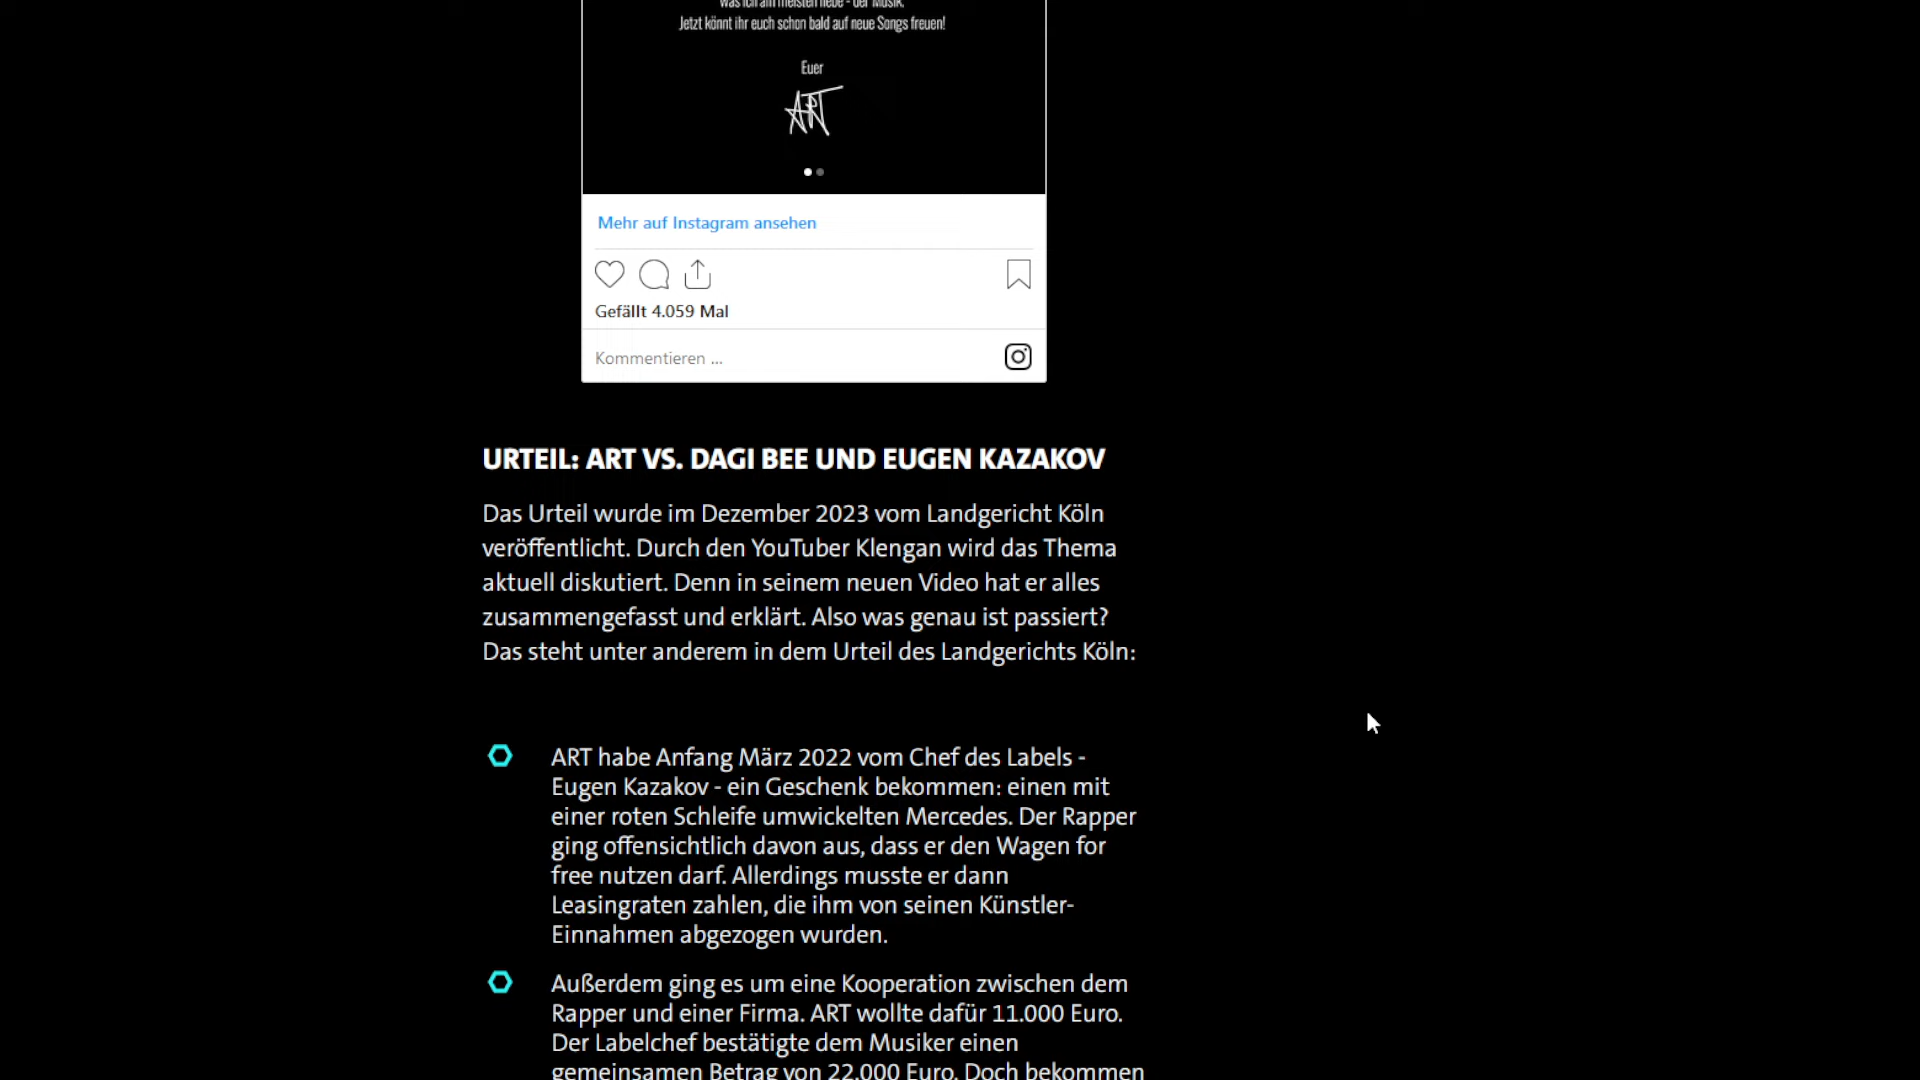 was ich am meisten liebe - der Musik.
Jetzt könnt ihr euch schon bald auf neue Songs freuen!
Euer
ART
Mehr auf Instagram ansehen
Gefällt 4.059 Mal
Kommentieren ...
URTEIL: ART VS. DAGI BEE UND EUGEN KAZAKOV
Das Urteil wurde im Dezember 2023 vom Landgericht Köln
veröffentlicht. Durch den YouTuber Klengan wird das Thema
aktuell diskutiert. Denn in seinem neuen Video hat er alles
zusammengefasst und erklärt. Also was genau ist passiert?
Das steht unter anderem in dem Urteil des Landgerichts Köln:
ART habe Anfang März 2022 vom Chef des Labels -
Eugen Kazakov - ein Geschenk bekommen: einen mit
einer roten Schleife umwickelten Mercedes. Der Rapper
ging offensichtlich davon aus, dass er den Wagen for
free nutzen darf. Allerdings musste er dann
Leasingraten zahlen, die ihm von seinen Künstler-
Einnahmen abgezogen wurden.
Außerdem ging es um eine Kooperation zwischen dem
Rapper und einer Firma. ART wollte dafür 11.000 Euro.
Der Labelchef bestätigte dem Musiker einen
gemeinsamen Betrag von 22.000 Euro. Doch bekommen